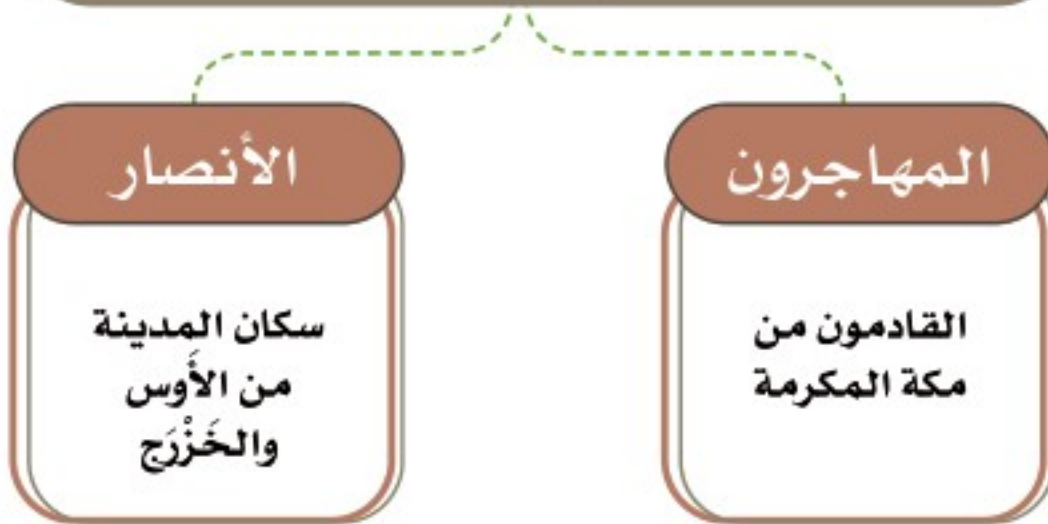 المهاجرون
القادمون من
مكة المكرمة
الأنصار
سكان المدينة
من الأَوس
والخَزْرَج